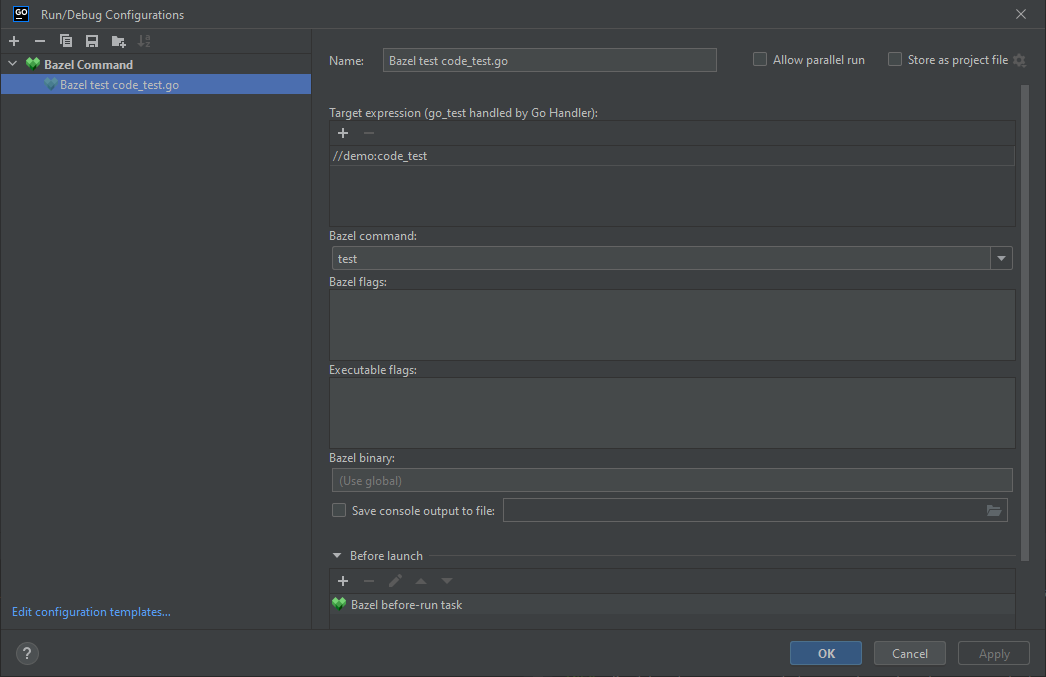 GO Run/Debug Configurations
Bazel Command
Bazel test code_test.go
Edit configuration templates...
Name: Bazel test code_test.go Allow parallel run Store as project file
Target expression (go_test handled by Go Handler):
//demo:code_test
Bazel command:
test
Bazel flags:
Executable flags:
Bazel binary:
(Use global)
Save console output to file:
Before launch
Bazel before-run task
? OK Cancel Apply